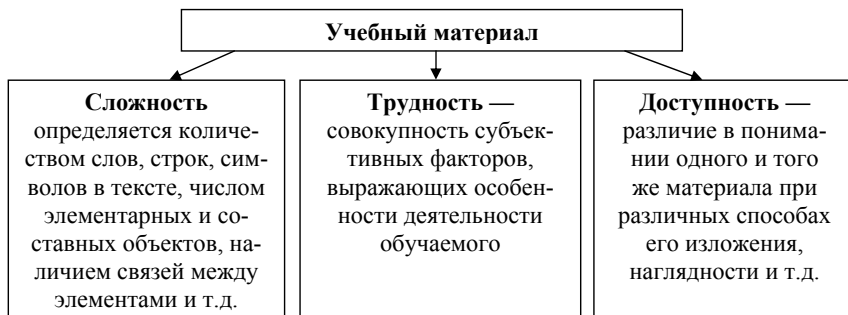 Учебный материал
Сложность
определяется количе-
ством слов, строк, сим-
волов в тексте, числом
элементарных и со-
ставных объектов, на-
личием связей между
элементами и т.д.
Трудность —
совокупность субъек-
тивных факторов,
выражающих особен-
ности деятельности
обучаемого
Доступность —
различие в понима-
нии одного и того
же материала при
различных способах
его изложения,
наглядности и т.д.